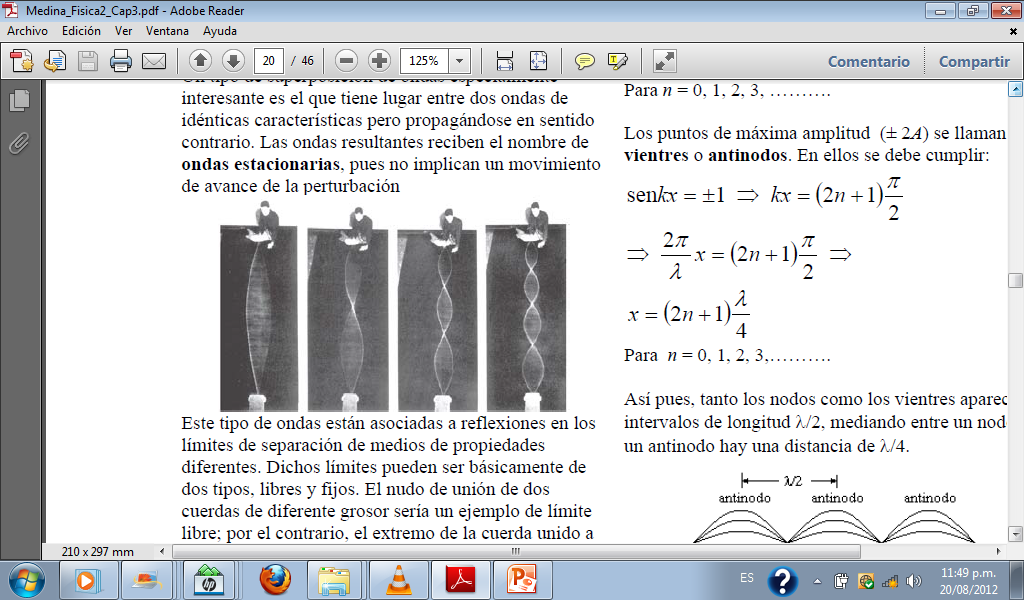 Medina_Fisica2_Cap3.pdf - Adobe Reader
Archivo Edición Ver Ventana Ayuda
20 / 46 125% Comentario Compartir
Un tipo de superposición de ondas especialmente
interesante es el que tiene lugar entre dos ondas de
idénticas características pero propagándose en sentido
contrario. Las ondas resultantes reciben el nombre de
ondas estacionarias, pues no implican un movimiento
de avance de la perturbación
Este tipo de ondas están asociadas a reflexiones en los
límites de separación de medios de propiedades
diferentes. Dichos límites pueden ser básicamente de
dos tipos, libres y fijos. El nudo de unión de dos
cuerdas de diferente grosor sería un ejemplo de límite
libre; por el contrario, el extremo de la cuerda unido a
Para n = 0, 1, 2, 3, ……….
Los puntos de máxima amplitud (± 2A) se llaman
vientres o antinodos. En ellos se debe cumplir:
senkx = ±1 ⇒ kx = (2n + 1) π/2
⇒ 2π/λ x = (2n + 1) π/2 ⇒
x = (2n + 1) λ/4
Para n = 0, 1, 2, 3,……….
Así pues, tanto los nodos como los vientres aparec
intervalos de longitud λ/2, mediando entre un nod
un antinodo hay una distancia de λ/4.
λ/2
antinodo antinodo antinodo
210 x 297 mm
ES
11:49 p.m.
20/08/2012